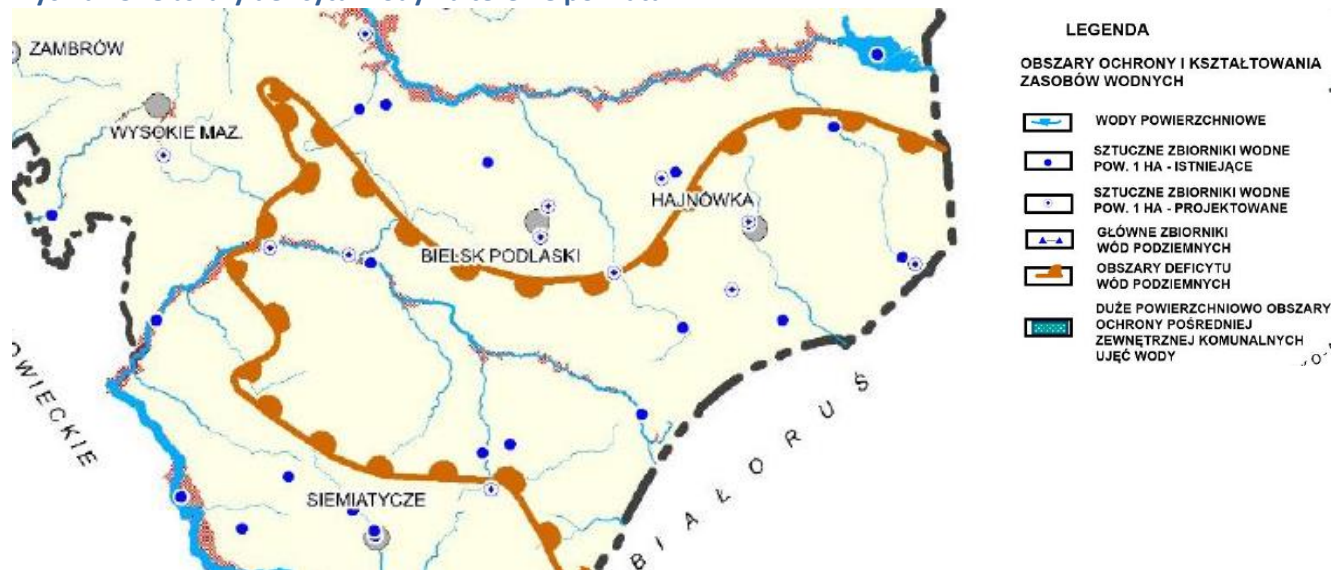 ZAMBRÓW
WYSOKIE MAZ.
HAJNÓWKA
BIELSK PODLASKI
SIEMIATYCZE
OWIECKIE
BIAŁORUŚ
LEGENDA
OBSZARY OCHRONY I KSZTAŁTOWANIA
ZASOBÓW WODNYCH
WODY POWIERZCHNIOWE
SZTUCZNE ZBIORNIKI WODNE
POW. 1 HA - ISTNIEJĄCE
SZTUCZNE ZBIORNIKI WODNE
POW. 1 HA - PROJEKTOWANE
GŁÓWNE ZBIORNIKI
WÓD PODZIEMNYCH
OBSZARY DEFICYTU
WÓD PODZIEMNYCH
DUŻE POWIERZCHNIOWO OBSZARY
OCHRONY POŚREDNIEJ
ZEWNĘTRZNEJ KOMUNALNYCH
UJĘĆ WODY